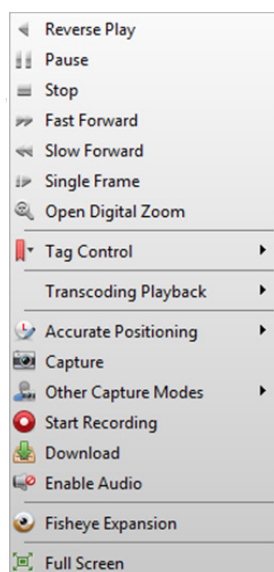 Reverse Play
Pause
Stop
Fast Forward
Slow Forward
Single Frame
Open Digital Zoom
Tag Control
Transcoding Playback
Accurate Positioning
Capture
Other Capture Modes
Start Recording
Download
Enable Audio
Fisheye Expansion
Full Screen